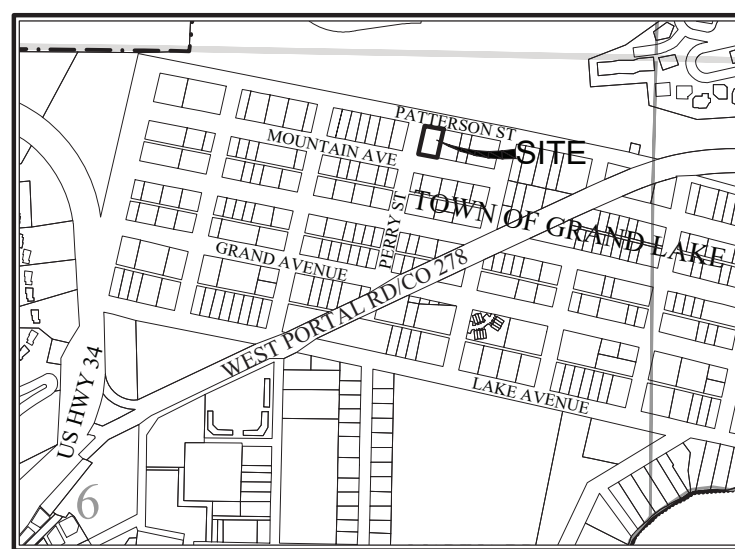 PATTERSON ST
SITE
MOUNTAIN AVE
TOWN OF GRAND LAKE
PERRY ST
GRAND AVENUE
WEST PORTAL RD/CO 278
US HWY 34
LAKE AVENUE
6